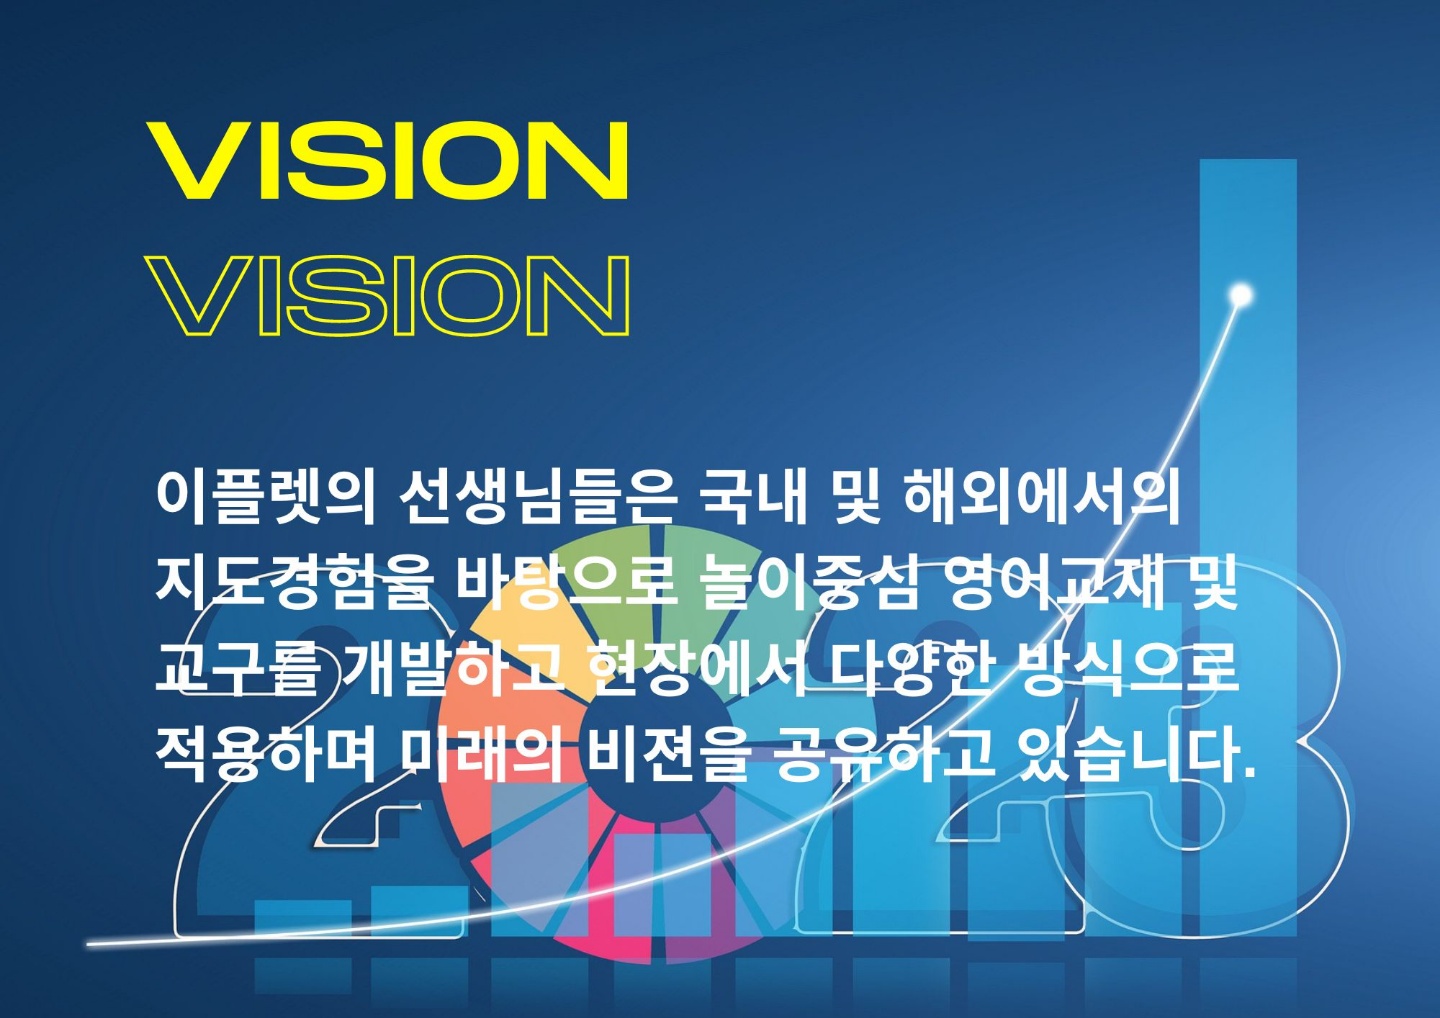 VISION
VISION
이플렛의 선생님들은 국내 및 해외에서의
지도경험을 바탕으로 놀이중심 영어교재 및
교구를 개발하고 현장에서 다양한 방식으로
적용하며 미래의 비젼을 공유하고 있습니다.
2023